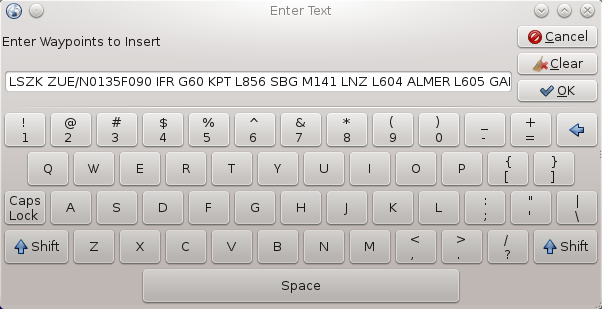 Enter Text
Enter Waypoints to Insert
Cancel
Clear
LSZK ZUE/N0135F090 IFR G60 KPT L856 SBG M141 LNZ L604 ALMER L605
OK
! @ # $ % ^ & * ( ) _ +
1 2 3 4 5 6 7 8 9 0 - =
Q W E R T Y U I O P { }
[ ]
Caps Lock A S D F G H J K L : " |
; ' \
Shift Z X C V B N M < > / Shift
, . ?
Space